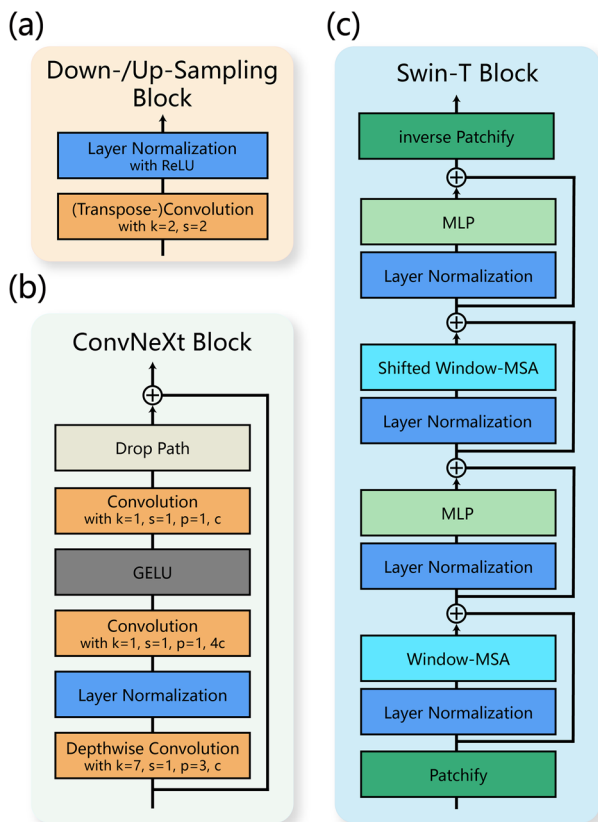 (a)
Down-/Up-Sampling
Block
Layer Normalization
with ReLU
(Transpose-)Convolution
with k=2, s=2
(b)
ConvNeXt Block
Drop Path
Convolution
with k=1, s=1, p=1, c
GELU
Convolution
with k=1, s=1, p=1, 4c
Layer Normalization
Depthwise Convolution
with k=7, s=1, p=3, c
(c)
Swin-T Block
inverse Patchify
MLP
Layer Normalization
Shifted Window-MSA
Layer Normalization
MLP
Layer Normalization
Window-MSA
Layer Normalization
Patchify